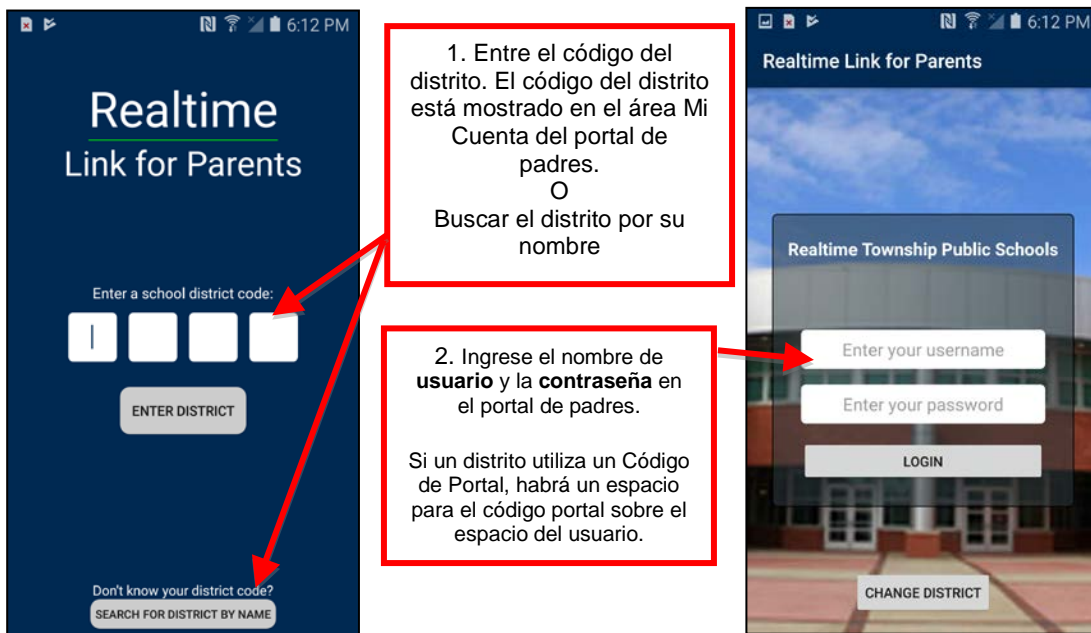 6:12 PM
Realtime
Link for Parents
Enter a school district code:
ENTER DISTRICT
Don't know your district code?
SEARCH FOR DISTRICT BY NAME
1. Entre el código del
distrito. El código del distrito
está mostrado en el área Mi
Cuenta del portal de
padres.
O
Buscar el distrito por su
nombre
2. Ingrese el nombre de
usuario y la contraseña en
el portal de padres.
Si un distrito utiliza un Código
de Portal, habrá un espacio
para el código portal sobre el
espacio del usuario.
6:12 PM
Realtime Link for Parents
Realtime Township Public Schools
Enter your username
Enter your password
LOGIN
CHANGE DISTRICT